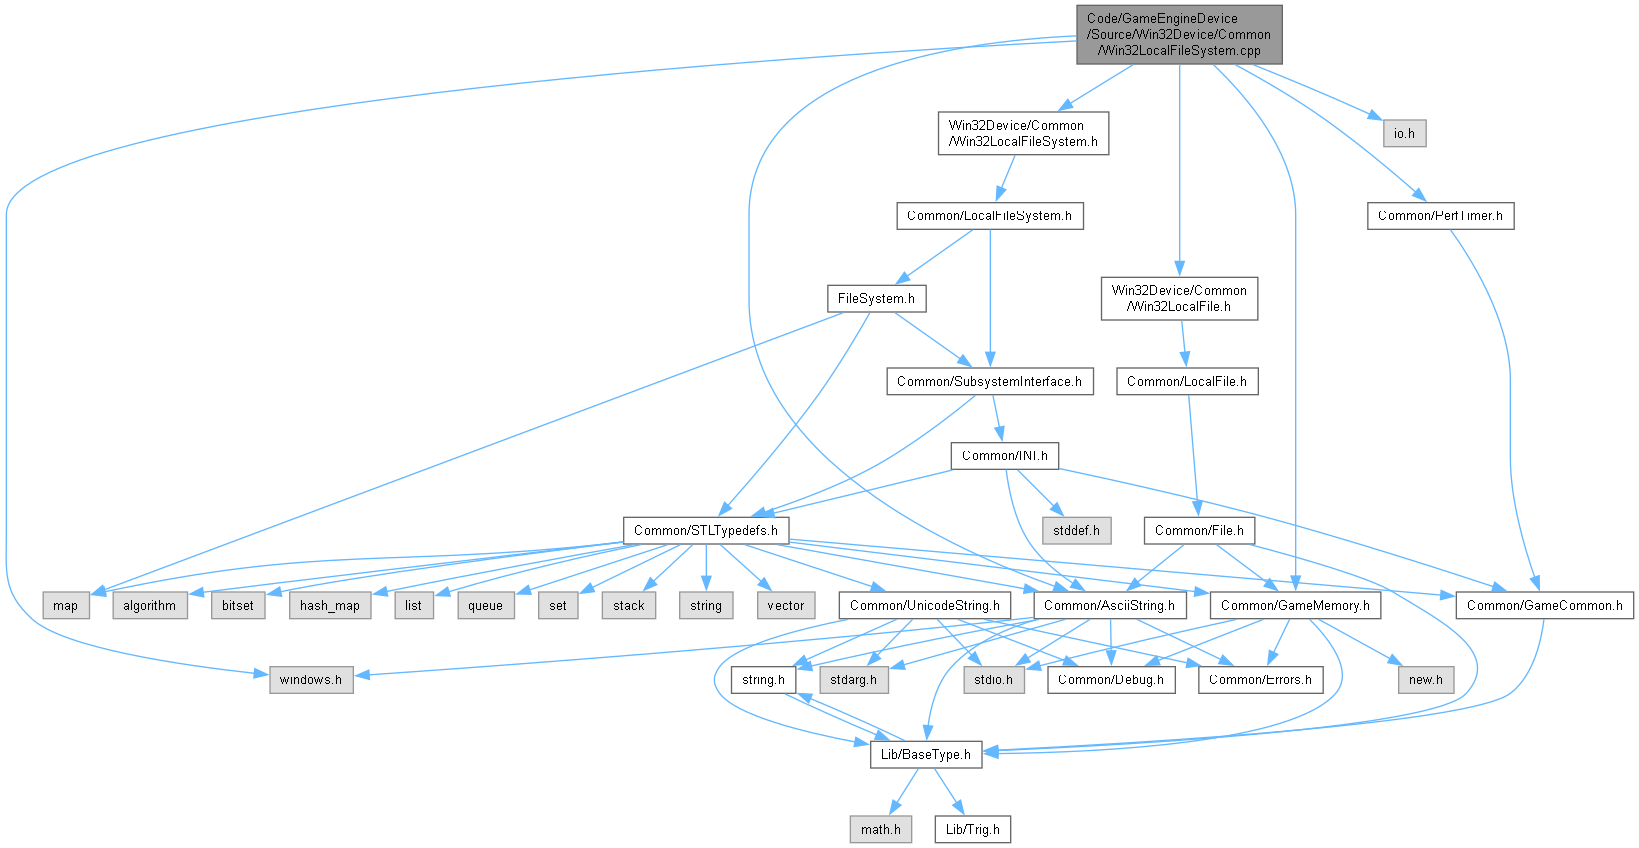 Code/GameEngineDevice
/Source/Win32Device/Common
/Win32LocalFileSystem.cpp
Win32Device/Common
/Win32LocalFileSystem.h
io.h
Common/LocalFileSystem.h
Common/PerfTimer.h
FileSystem.h
Win32Device/Common
/Win32LocalFile.h
Common/SubsystemInterface.h
Common/LocalFile.h
Common/INI.h
Common/STLTypedefs.h
stddef.h
Common/File.h
map
algorithm
bitset
hash_map
list
queue
set
stack
string
vector
Common/UnicodeString.h
Common/AsciiString.h
Common/GameMemory.h
Common/GameCommon.h
windows.h
string.h
stdarg.h
stdio.h
Common/Debug.h
Common/Errors.h
new.h
Lib/BaseType.h
math.h
Lib/Trig.h